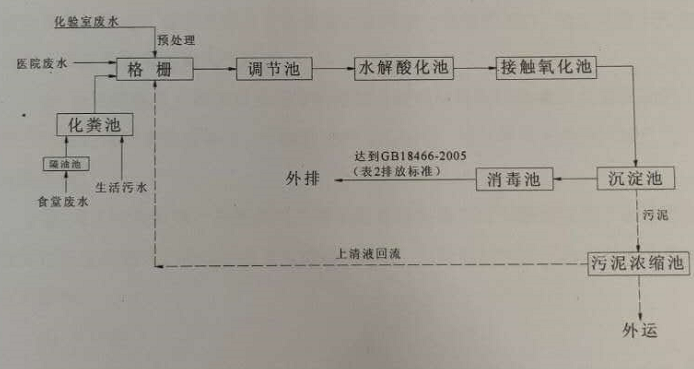 化验室废水
预处理
医院废水
格 栅
调节池
水解酸化池
接触氧化池
化粪池
隔油池
食堂废水
生活污水
达到GB18466-2005
(表2排放标准)
外排
消毒池
沉淀池
污泥
上清液回流
污泥浓缩池
外运